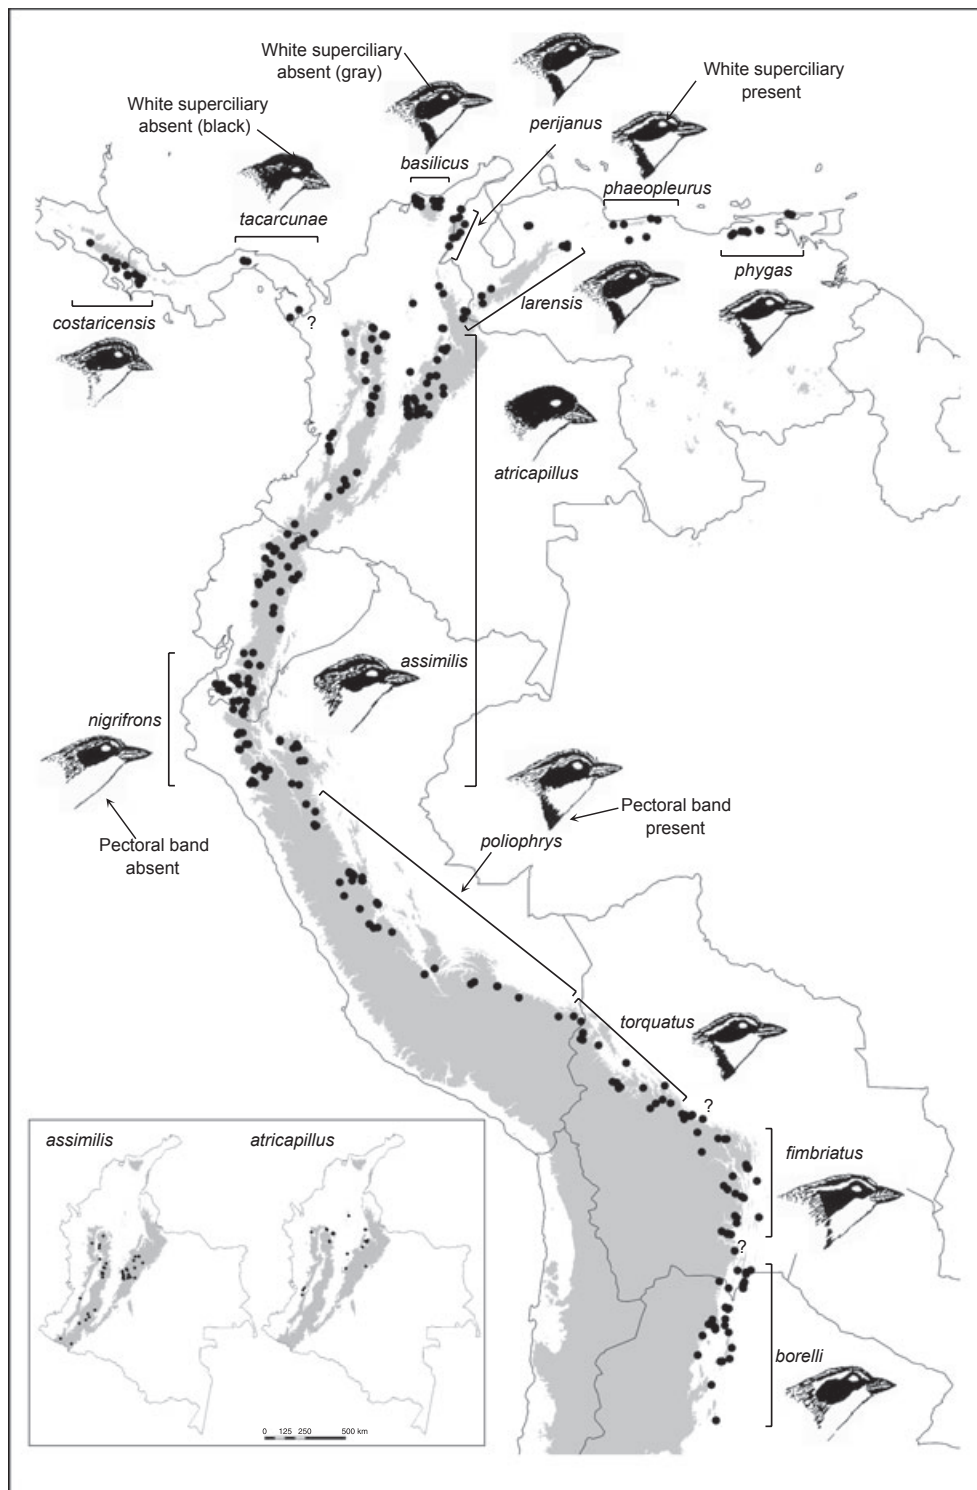 White superciliary
absent (gray)
White superciliary
absent (black)
White superciliary
present
perijanus
basilicus
phaeopleurus
tacarcunae
phygas
larensis
costaricensis
?
atricapillus
assimilis
nigrifrons
Pectoral band
absent
Pectoral band
present
poliophrys
torquatus
?
fimbriatus
?
borelli
assimilis
atricapillus
0 125 250 500 km